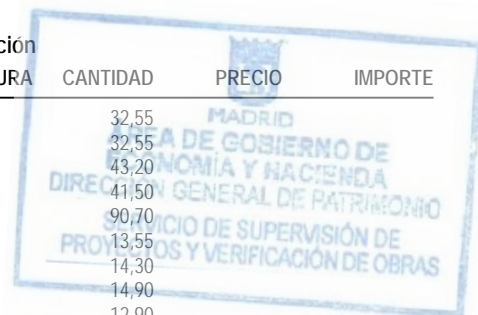 ción
URA CANTIDAD PRECIO IMPORTE
32,55
32,55
43,20
41,50
90,70
13,55
14,30
14,90
12,90
MADRID
ÁREA DE GOBIERNO DE
ECONOMÍA Y HACIENDA
DIRECCIÓN GENERAL DE PATRIMONIO
SERVICIO DE SUPERVISIÓN DE
PROYECTOS Y VERIFICACIÓN DE OBRAS